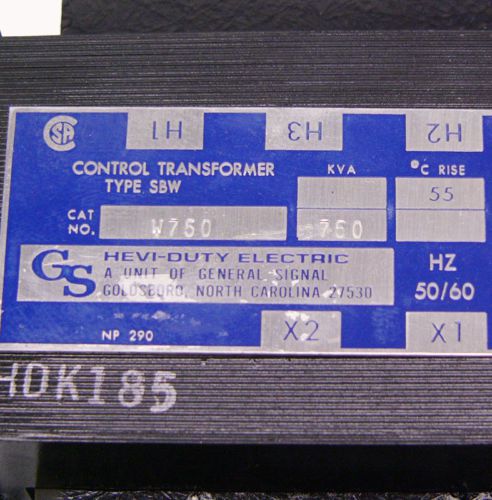 CSA H1 H3 H2
CONTROL TRANSFORMER KVA °C RISE
TYPE SBW 55
CAT NO. W750 .750
GS HEVI-DUTY ELECTRIC HZ
A UNIT OF GENERAL SIGNAL 50/60
GOLDSBORO, NORTH CAROLINA 27530
NP 290 X2 X1
HDK185